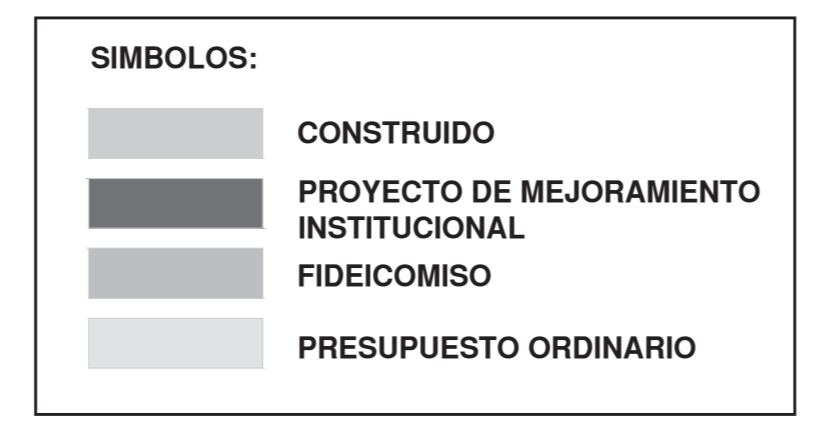 SIMBOLOS:
CONSTRUIDO
PROYECTO DE MEJORAMIENTO
INSTITUCIONAL
FIDEICOMISO
PRESUPUESTO ORDINARIO